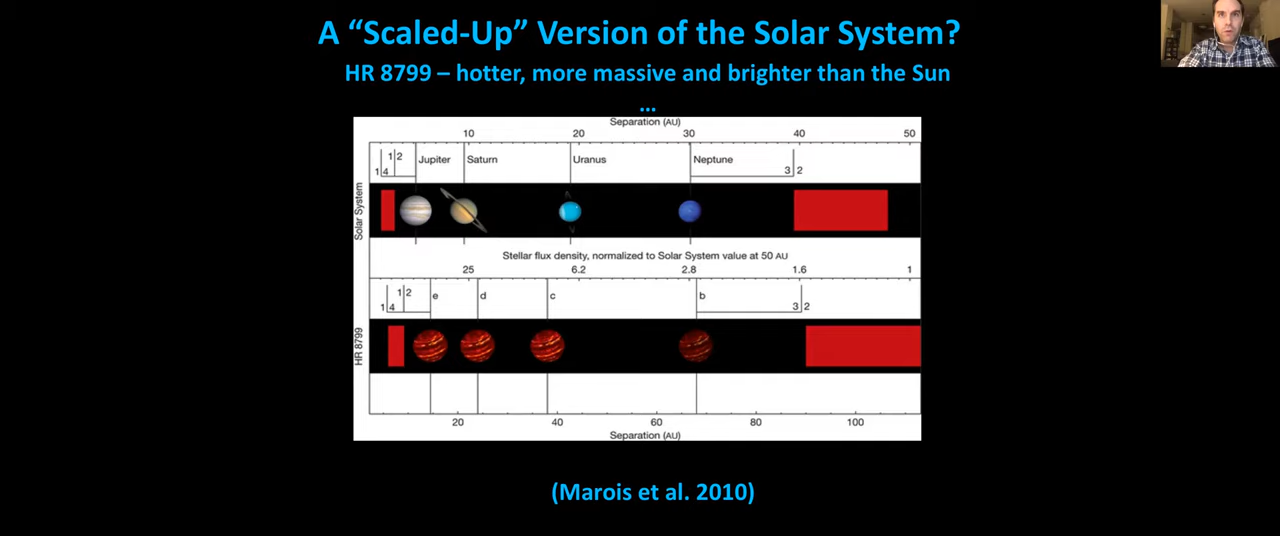 A “Scaled-Up” Version of the Solar System?
HR 8799 – hotter, more massive and brighter than the Sun
...
Separation (AU)
10 20 30 40 50
1 2 Jupiter Saturn Uranus Neptune
1 4 3 2
Solar System
Stellar flux density, normalized to Solar System value at 50 AU
25 6.2 2.8 1.6 1
1 2 e d c b
1 4 3 2
HR 8799
20 40 60 80 100
Separation (AU)
(Marois et al. 2010)